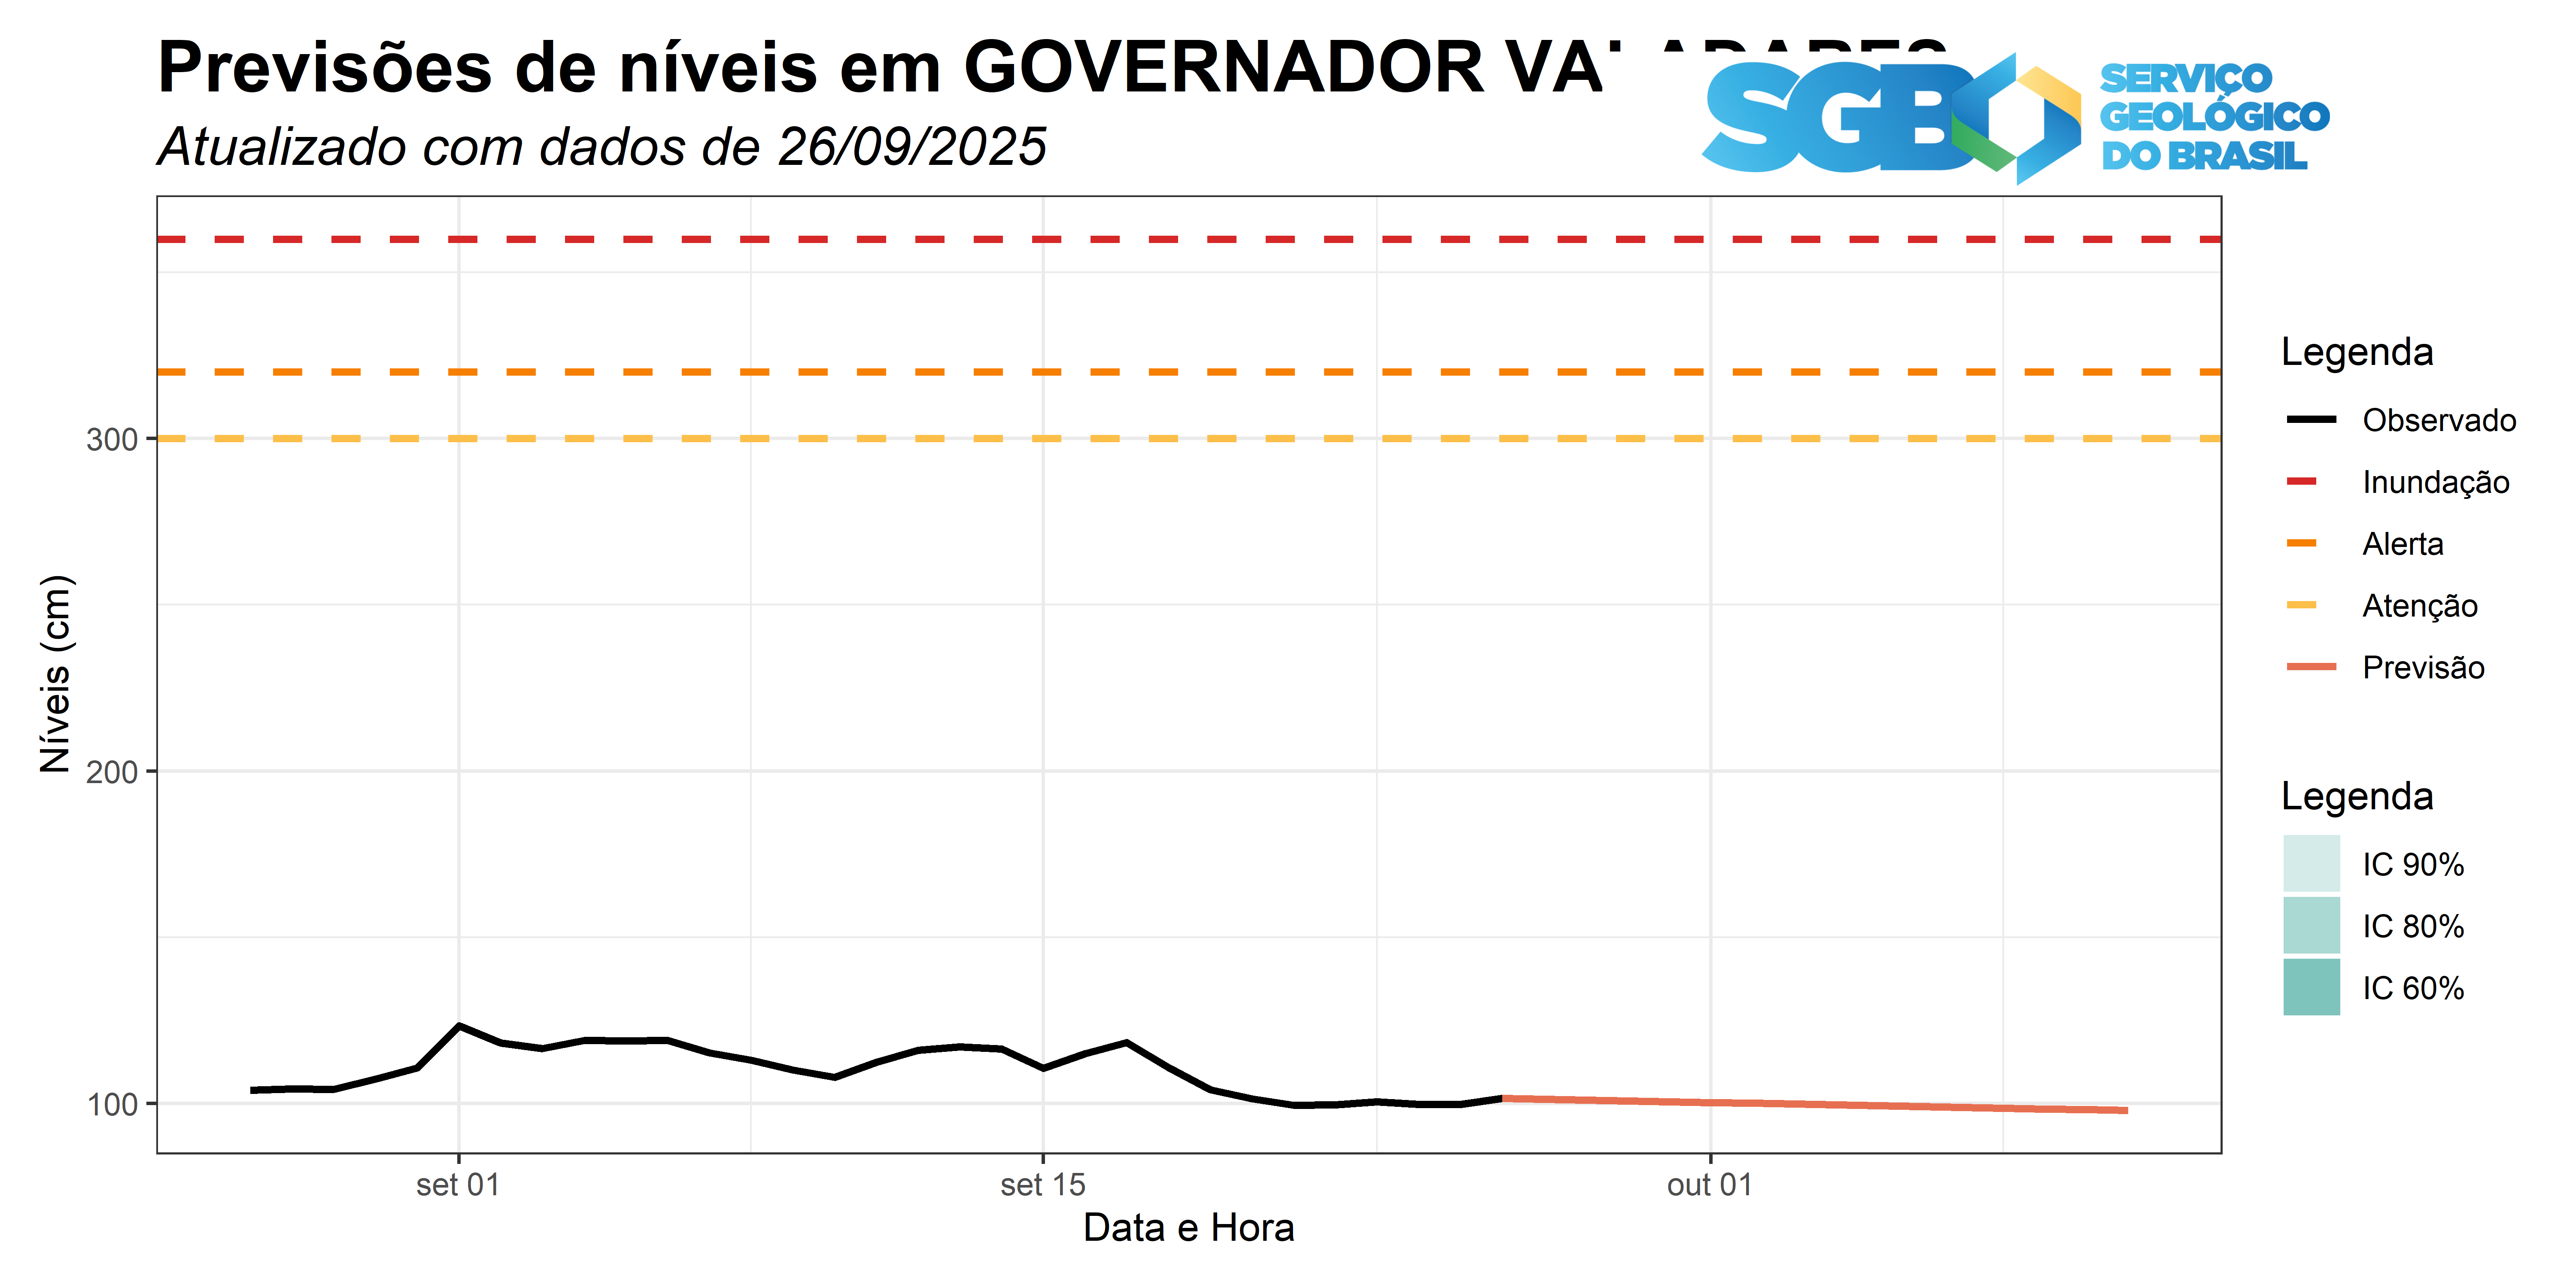 Previsões de níveis em GOVERNADOR
Atualizado com dados de 26/09/2025
SGB
SERVIÇO
GEOLÓGICO
DO BRASIL
Níveis (cm)
300
200
100
set 01
set 15
out 01
Data e Hora
Legenda
Observado
Inundação
Alerta
Atenção
Previsão
Legenda
IC 90%
IC 80%
IC 60%